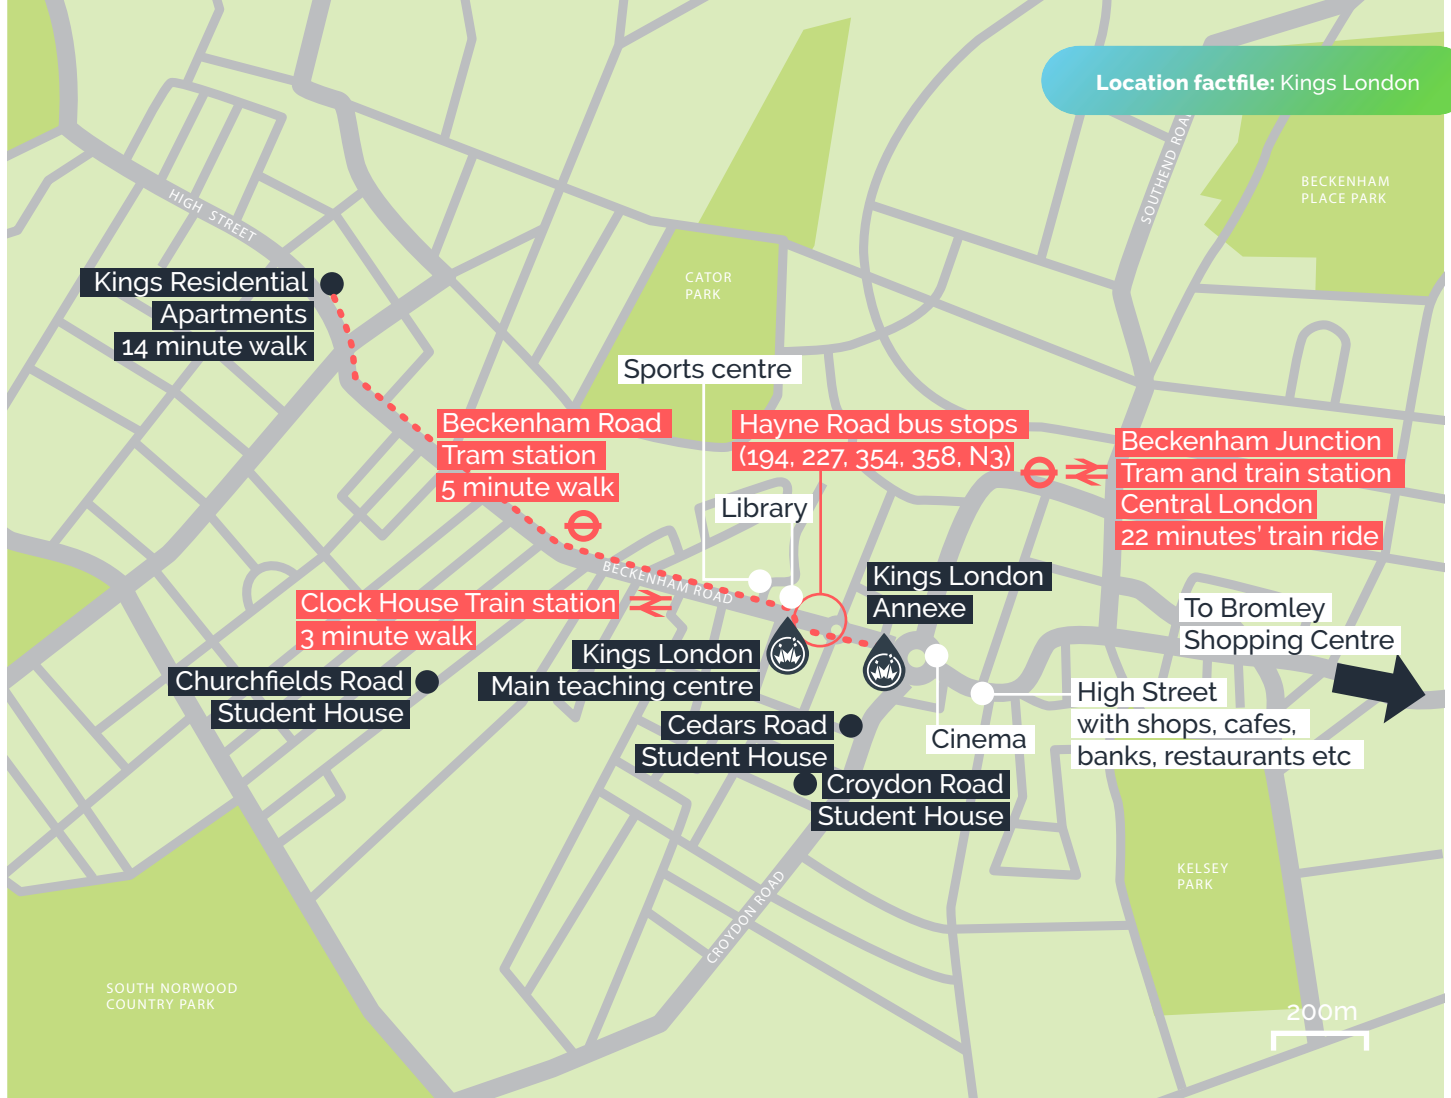 Location factfile: Kings London
SOUTHEND ROAD
BECKENHAM
PLACE PARK
HIGH STREET
CATOR
PARK
Kings Residential
Apartments
14 minute walk
Sports centre
Beckenham Road
Tram station
5 minute walk
Hayne Road bus stops
(194, 227, 354, 358, N3)
Beckenham Junction
Tram and train station
Central London
22 minutes' train ride
Library
BECKENHAM ROAD
Kings London
Annexe
Clock House Train station
3 minute walk
To Bromley
Shopping Centre
Kings London
Main teaching centre
Churchfields Road
Student House
High Street
with shops, cafes,
banks, restaurants etc
Cedars Road
Student House
Cinema
Croydon Road
Student House
KELSEY
PARK
CROYDON ROAD
SOUTH NORWOOD
COUNTRY PARK
200m